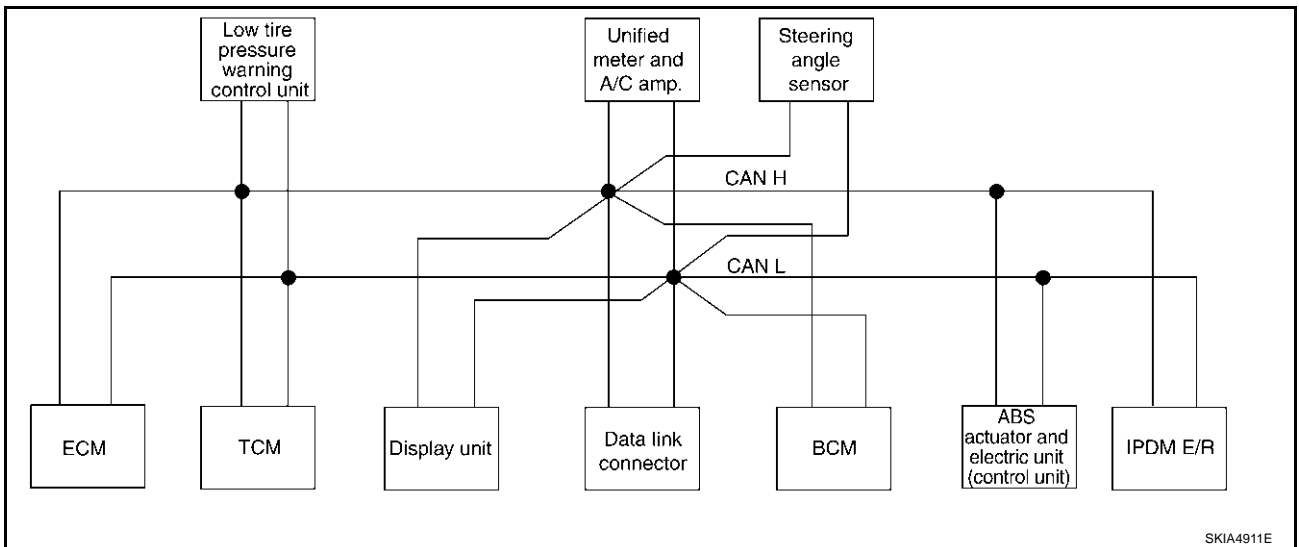 Low tire
pressure
warning
control unit
Unified
meter and
A/C amp.
Steering
angle
sensor
CAN H
CAN L
ECM
TCM
Display unit
Data link
connector
BCM
ABS
actuator and
electric unit
(control unit)
IPDM E/R
SKIA4911E